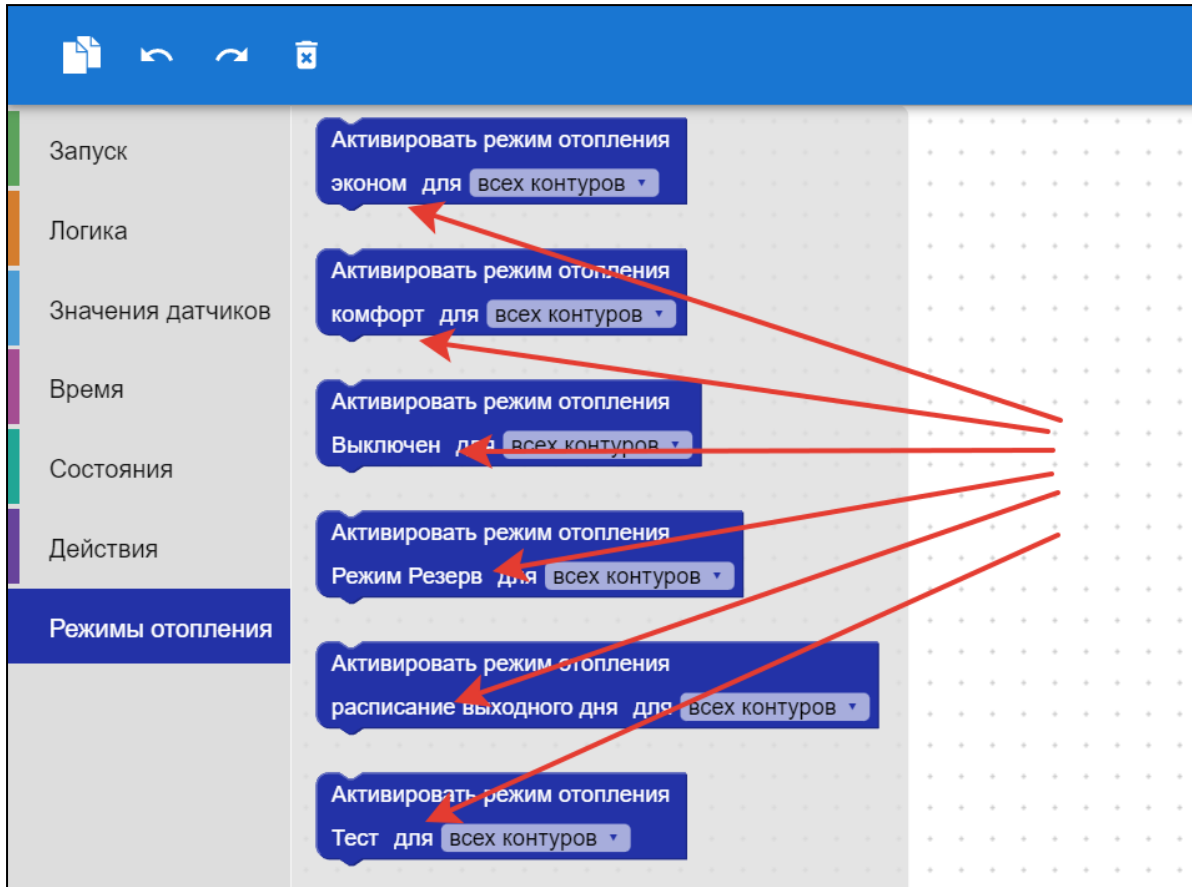 Запуск
Логика
Значения датчиков
Время
Состояния
Действия
Режимы отопления
Активировать режим отопления
эконом для всех контуров
Активировать режим отопления
комфорт для всех контуров
Активировать режим отопления
Выключен для всех контуров
Активировать режим отопления
Режим Резерв для всех контуров
Активировать режим отопления
расписание выходного дня для всех контуров
Активировать режим отопления
Тест для всех контуров